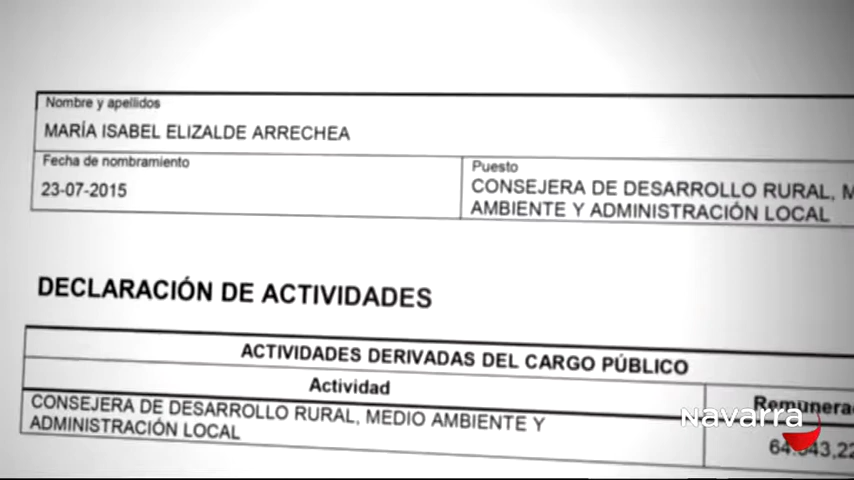 Nombre y apellidos
MARÍA ISABEL ELIZALDE ARRECHEA
Fecha de nombramiento
23-07-2015
Puesto
CONSEJERA DE DESARROLLO RURAL,
AMBIENTE Y ADMINISTRACIÓN LOCAL
DECLARACIÓN DE ACTIVIDADES
ACTIVIDADES DERIVADAS DEL CARGO PÚBLICO
Actividad
CONSEJERA DE DESARROLLO RURAL, MEDIO AMBIENTE Y
ADMINISTRACIÓN LOCAL
Navarra